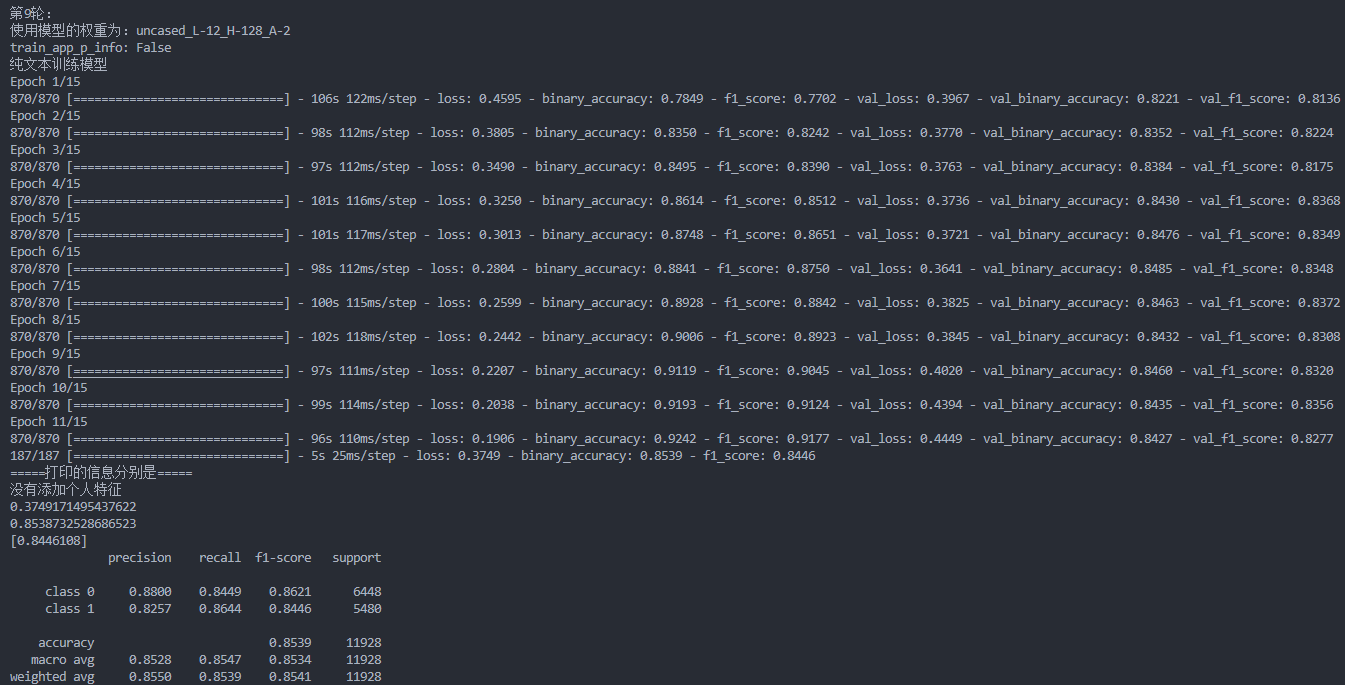 第9轮：
使用模型的权重为：uncased_L-12_H-128_A-2
train_app_p_info: False
纯文本训练模型
Epoch 1/15
870/870 [==============================] - 106s 122ms/step - loss: 0.4595 - binary_accuracy: 0.7849 - f1_score: 0.7702 - val_loss: 0.3967 - val_binary_accuracy: 0.8221 - val_f1_score: 0.8136
Epoch 2/15
870/870 [==============================] - 98s 112ms/step - loss: 0.3805 - binary_accuracy: 0.8350 - f1_score: 0.8242 - val_loss: 0.3770 - val_binary_accuracy: 0.8352 - val_f1_score: 0.8224
Epoch 3/15
870/870 [==============================] - 97s 112ms/step - loss: 0.3490 - binary_accuracy: 0.8495 - f1_score: 0.8390 - val_loss: 0.3763 - val_binary_accuracy: 0.8384 - val_f1_score: 0.8175
Epoch 4/15
870/870 [==============================] - 101s 116ms/step - loss: 0.3250 - binary_accuracy: 0.8614 - f1_score: 0.8512 - val_loss: 0.3736 - val_binary_accuracy: 0.8430 - val_f1_score: 0.8368
Epoch 5/15
870/870 [==============================] - 101s 117ms/step - loss: 0.3013 - binary_accuracy: 0.8748 - f1_score: 0.8651 - val_loss: 0.3721 - val_binary_accuracy: 0.8476 - val_f1_score: 0.8349
Epoch 6/15
870/870 [==============================] - 98s 112ms/step - loss: 0.2804 - binary_accuracy: 0.8841 - f1_score: 0.8750 - val_loss: 0.3641 - val_binary_accuracy: 0.8485 - val_f1_score: 0.8348
Epoch 7/15
870/870 [==============================] - 100s 115ms/step - loss: 0.2599 - binary_accuracy: 0.8928 - f1_score: 0.8842 - val_loss: 0.3825 - val_binary_accuracy: 0.8463 - val_f1_score: 0.8372
Epoch 8/15
870/870 [==============================] - 102s 118ms/step - loss: 0.2442 - binary_accuracy: 0.9006 - f1_score: 0.8923 - val_loss: 0.3845 - val_binary_accuracy: 0.8432 - val_f1_score: 0.8308
Epoch 9/15
870/870 [==============================] - 97s 111ms/step - loss: 0.2207 - binary_accuracy: 0.9119 - f1_score: 0.9045 - val_loss: 0.4020 - val_binary_accuracy: 0.8460 - val_f1_score: 0.8320
Epoch 10/15
870/870 [==============================] - 99s 114ms/step - loss: 0.2038 - binary_accuracy: 0.9193 - f1_score: 0.9124 - val_loss: 0.4394 - val_binary_accuracy: 0.8435 - val_f1_score: 0.8356
Epoch 11/15
870/870 [==============================] - 96s 110ms/step - loss: 0.1906 - binary_accuracy: 0.9242 - f1_score: 0.9177 - val_loss: 0.4449 - val_binary_accuracy: 0.8427 - val_f1_score: 0.8277
187/187 [==============================] - 5s 25ms/step - loss: 0.3749 - binary_accuracy: 0.8539 - f1_score: 0.8446
=====打印的信息分别是=====
没有添加个人特征
0.3749171495437622
0.8538732528686523
[0.8446108]
precision recall f1-score support
class 0 0.8800 0.8449 0.8621 6448
class 1 0.8257 0.8644 0.8446 5480
accuracy 0.8539 11928
macro avg 0.8528 0.8547 0.8534 11928
weighted avg 0.8550 0.8539 0.8541 11928